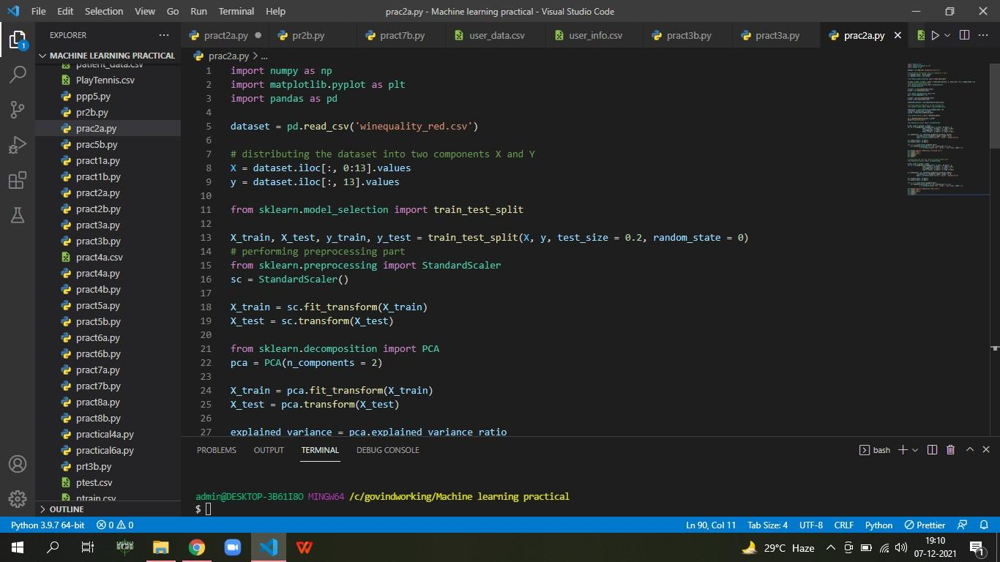 File Edit Selection View Go Run Terminal Help prac2a.py - Machine learning practical - Visual Studio Code
EXPLORER
MACHINE LEARNING PRACTICAL
patient_data.csv
PlayTennis.csv
ppp5.py
pr2b.py
prac2a.py
prac5b.py
pract1a.py
pract1b.py
pract2a.py
pract2b.py
pract3a.py
pract3b.py
pract4a.csv
pract4a.py
pract4b.py
pract5a.py
pract5b.py
pract6a.py
pract6b.py
pract7a.py
pract7b.py
pract8a.py
pract8b.py
practical4a.py
practical6a.py
prt3b.py
ptest.csv
ptrain.csv
OUTLINE
1
pract2a.py pr2b.py pract7b.py user_data.csv user_info.csv pract3b.py pract3a.py prac2a.py
prac2a.py > ...
1 import numpy as np
2 import matplotlib.pyplot as plt
3 import pandas as pd
4
5 dataset = pd.read_csv('winequality_red.csv')
6
7 # distributing the dataset into two components X and Y
8 X = dataset.iloc[:, 0:13].values
9 y = dataset.iloc[:, 13].values
10
11 from sklearn.model_selection import train_test_split
12
13 X_train, X_test, y_train, y_test = train_test_split(X, y, test_size = 0.2, random_state = 0)
14 # performing preprocessing part
15 from sklearn.preprocessing import StandardScaler
16 sc = StandardScaler()
17
18 X_train = sc.fit_transform(X_train)
19 X_test = sc.transform(X_test)
20
21 from sklearn.decomposition import PCA
22 pca = PCA(n_components = 2)
23
24 X_train = pca.fit_transform(X_train)
25 X_test = pca.transform(X_test)
26
27 explained_variance = pca.explained_variance_ratio_
PROBLEMS OUTPUT TERMINAL DEBUG CONSOLE bash
admin@DESKTOP-3B61I8O MINGW64 /c/govindworking/Machine learning practical
$
Python 3.9.7 64-bit 0 0 Ln 90, Col 11 Tab Size: 4 UTF-8 CRLF Python Prettier
29°C Haze 19:10
07-12-2021
1